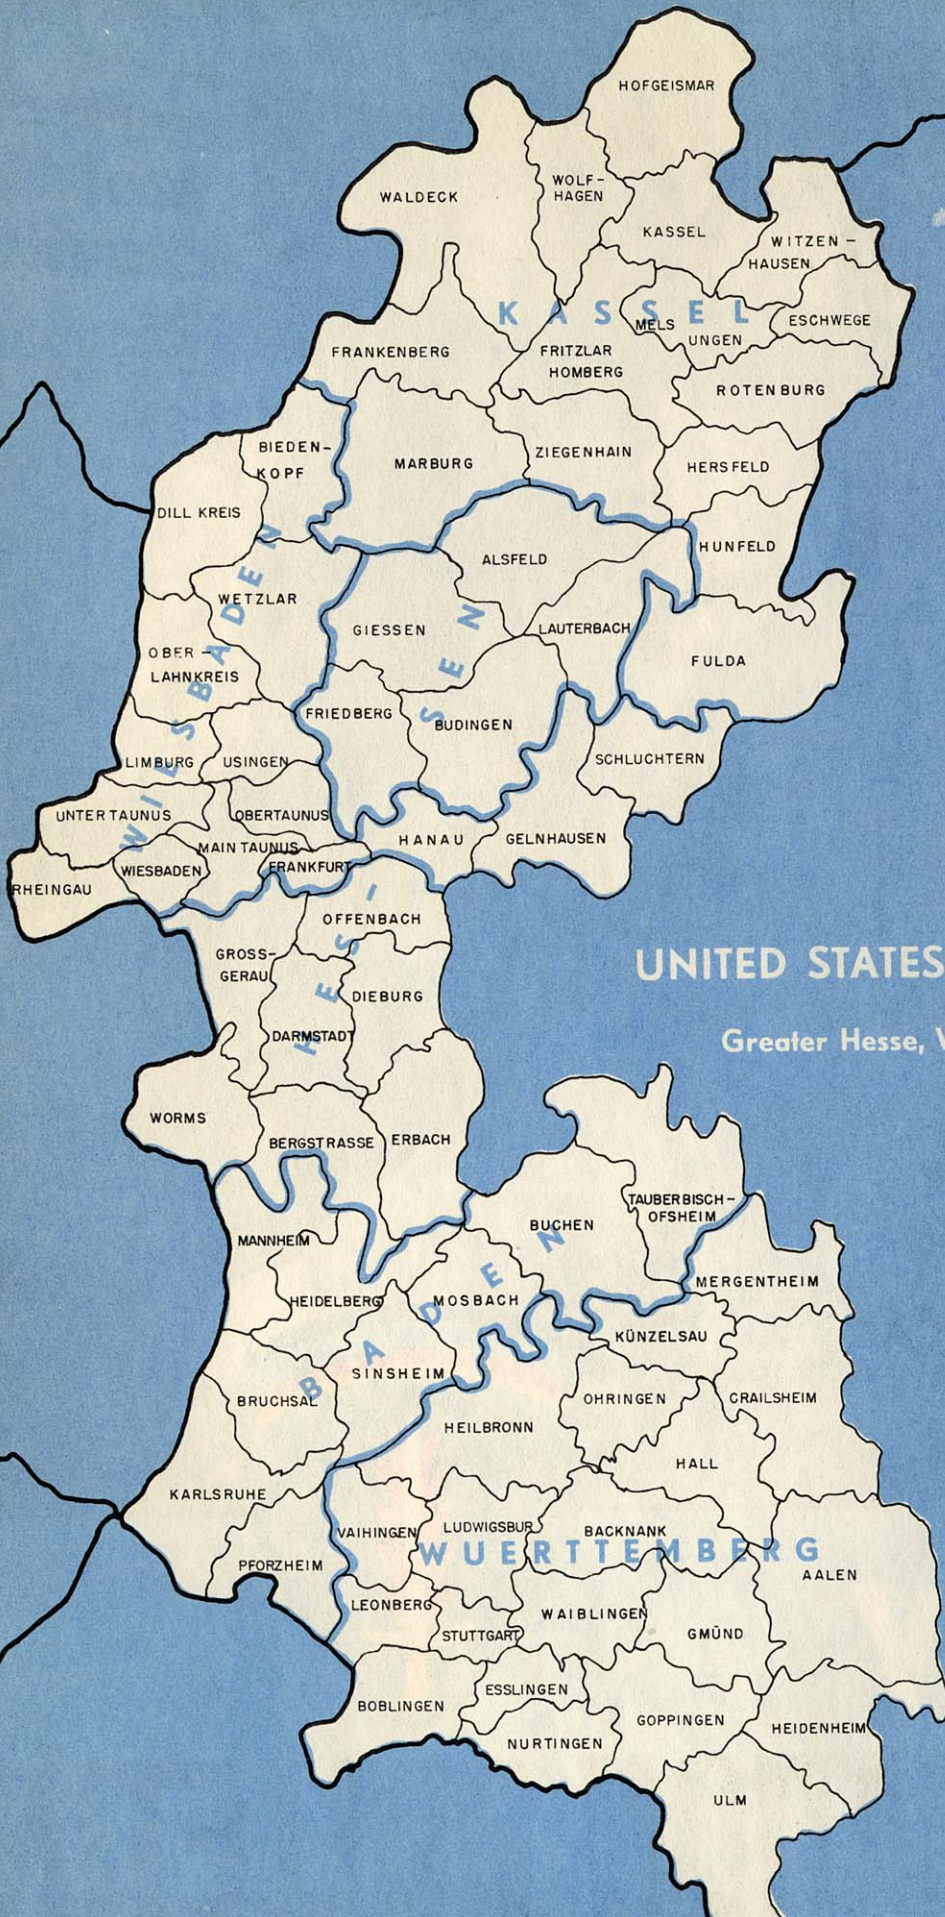 HOFGEISMAR
WALDECK
WOLF-
HAGEN
KASSEL
WITZEN-
HAUSEN
KASSEL
MELS
UNGEN
ESCHWEGE
FRANKENBERG
FRITZLAR
HOMBERG
ROTENBURG
BIEDEN-
KOPF
MARBURG
ZIEGENHAIN
HERSFELD
DILL KREIS
HUNFELD
ALSFELD
WETZLAR
GIESSEN
LAUTERBACH
OBER-
LAHNKREIS
FULDA
WIESBADEN
FRIEDBERG
BUDINGEN
LIMBURG
USINGEN
SCHLUCHTERN
UNTERTAUNUS
OBERTAUNUS
MAIN TAUNUS
HANAU
GELNHAUSEN
RHEINGAU
WIESBADEN
FRANKFURT
OFFENBACH
HESSEN
GROSS-
GERAU
DIEBURG
DARMSTADT
UNITED STATES
Greater Hesse,
WORMS
BERGSTRASSE
ERBACH
TAUBERBISCH-
OFSHEIM
BUCHEN
MANNHEIM
MERGENTHEIM
HEIDELBERG
MOSBACH
BADEN
KÜNZELSAU
SINSHEIM
BRUCHSAL
OHRINGEN
CRAILSHEIM
HEILBRONN
HALL
KARLSRUHE
VAIHINGEN
LUDWIGSBUR
BACKNANK
WUERTTEMBERG
PFORZHEIM
AALEN
LEONBERG
WAIBLINGEN
STUTTGART
GMÜND
ESSLINGEN
BOBLINGEN
GOPPINGEN
HEIDENHEIM
NURTINGEN
ULM